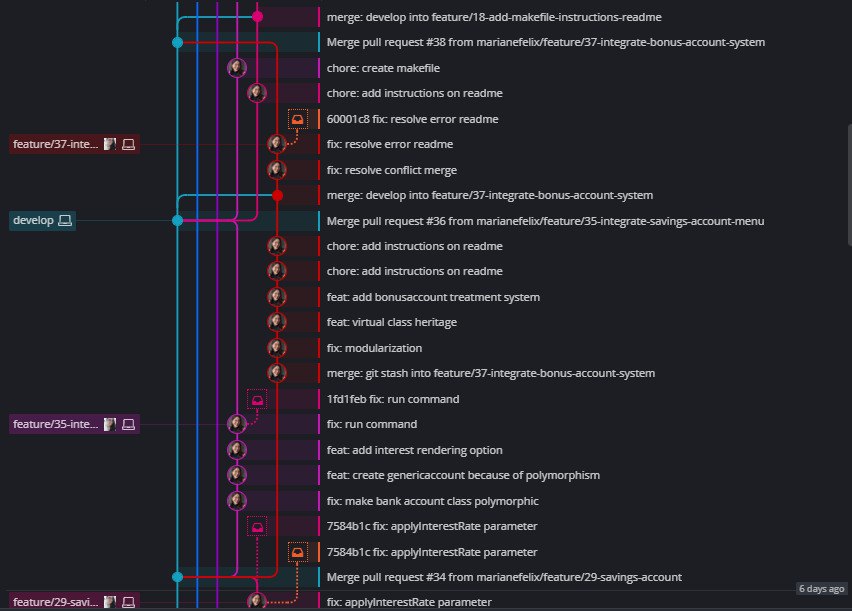 merge: develop into feature/18-add-makefile-instructions-readme
Merge pull request #38 from marianefelix/feature/37-integrate-bonus-account-system
chore: create makefile
chore: add instructions on readme
60001c8 fix: resolve error readme
feature/37-inte... fix: resolve error readme
fix: resolve conflict merge
merge: develop into feature/37-integrate-bonus-account-system
develop Merge pull request #36 from marianefelix/feature/35-integrate-savings-account-menu
chore: add instructions on readme
chore: add instructions on readme
feat: add bonusaccount treatment system
feat: virtual class heritage
fix: modularization
merge: git stash into feature/37-integrate-bonus-account-system
1fd1feb fix: run command
feature/35-inte... fix: run command
feat: add interest rendering option
feat: create genericaccount because of polymorphism
fix: make bank account class polymorphic
7584b1c fix: applyInterestRate parameter
7584b1c fix: applyInterestRate parameter
Merge pull request #34 from marianefelix/feature/29-savings-account
6 days ago
feature/29-savi... fix: applyInterestRate parameter